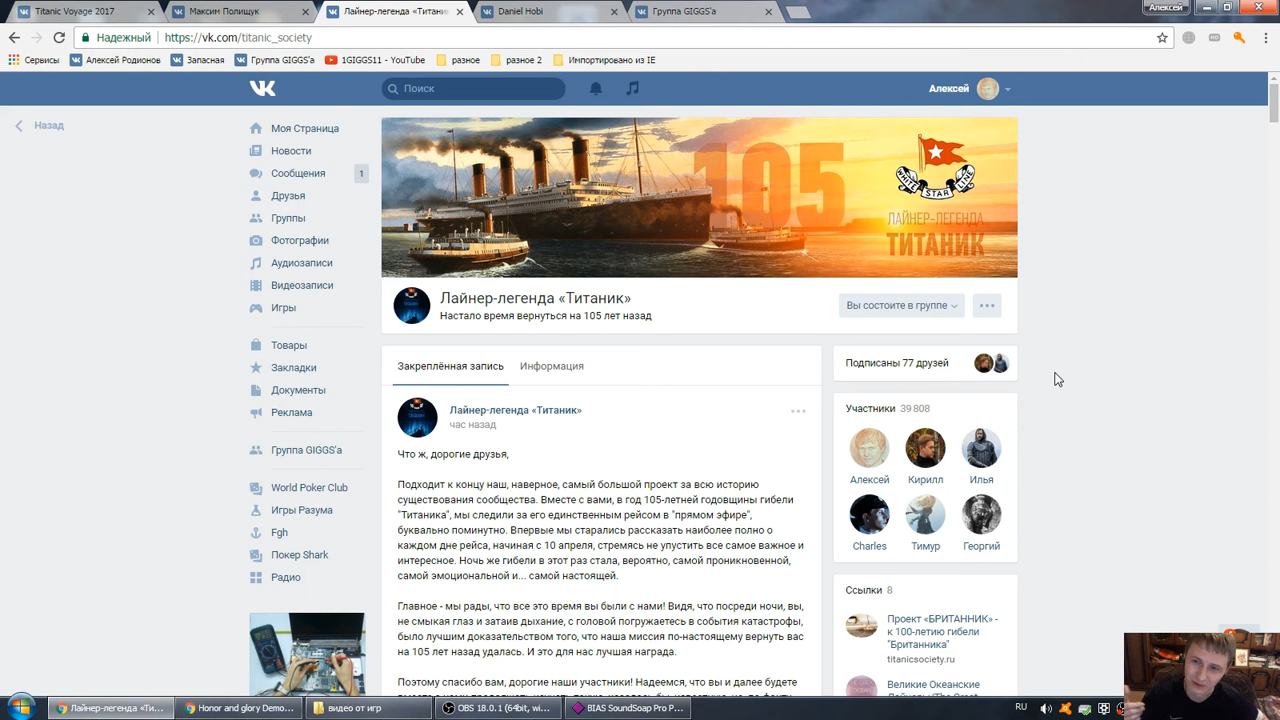 Titanic Voyage 2017
Максим Полищук
Лайнер-легенда «Титани
Daniel Hobi
Группа GIGGS'a
Алексей
Надежный
https://vk.com/titanic_society
Сервисы
Алексей Родионов
Запасная
Группа GIGGS'a
1GIGGS11 - YouTube
разное
разное 2
Импортировано из IE
Поиск
Алексей
Назад
Моя Страница
Новости
Сообщения
1
Друзья
Группы
Фотографии
Аудиозаписи
Видеозаписи
Игры
Товары
Закладки
Документы
Реклама
Группа GIGGS'a
World Poker Club
Игры Разума
Fgh
Покер Shark
Радио
105
WHITE STAR LINE
ЛАЙНЕР-ЛЕГЕНДА
ТИТАНИК
Лайнер-легенда «Титаник»
Настало время вернуться на 105 лет назад
Вы состоите в группе
Закреплённая запись
Информация
Лайнер-легенда «Титаник»
час назад
Что ж, дорогие друзья,
Подходит к концу наш, наверное, самый большой проект за всю историю
существования сообщества. Вместе с вами, в год 105-летней годовщины гибели
"Титаника", мы следили за его единственным рейсом в "прямом эфире",
буквально поминутно. Впервые мы старались рассказать наиболее полно о
каждом дне рейса, начиная с 10 апреля, стремясь не упустить все самое важное и
интересное. Ночь же гибели в этот раз стала, вероятно, самой проникновенной,
самой эмоциональной и... самой настоящей.
Главное - мы рады, что все это время вы были с нами! Видя, что посреди ночи, вы,
не смыкая глаз и затаив дыхание, с головой погружаетесь в события катастрофы,
было лучшим доказательством того, что наша миссия по-настоящему вернуть вас
на 105 лет назад удалась. И это для нас лучшая награда.
Поэтому спасибо вам, дорогие наши участники! Надеемся, что вы и далее будете
Подписаны 77 друзей
Участники 39 808
Алексей
Кирилл
Илья
Charles
Тимур
Георгий
Ссылки 8
Проект «БРИТАННИК» -
к 100-летию гибели
"Британника"
titanicsociety.ru
Великие Океанские
Лайнер-легенда «Ти...
Honor and glory Demo...
видео от игр
OBS 18.0.1 (64bit, wi...
BIAS SoundSoap Pro P...
RU